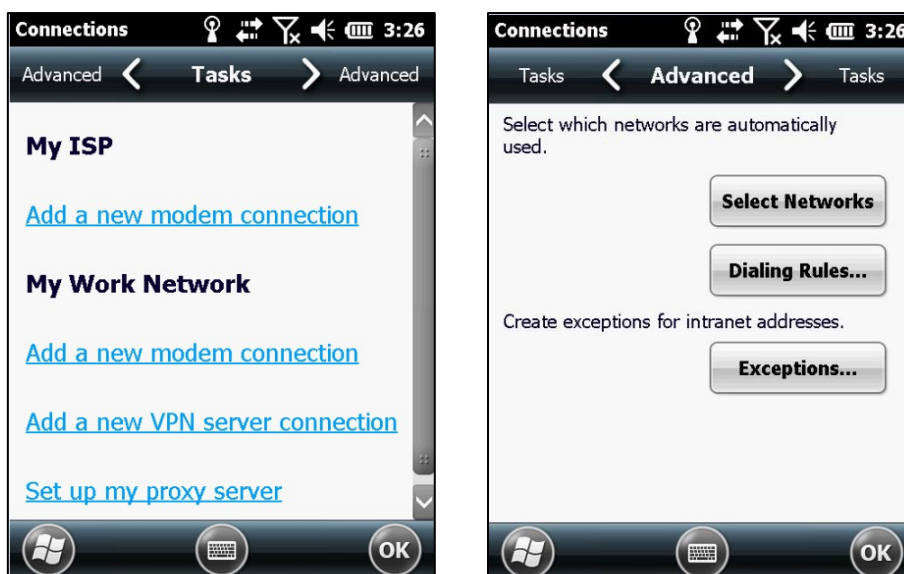 Connections 3:26
Advanced Tasks Advanced
My ISP
Add a new modem connection
My Work Network
Add a new modem connection
Add a new VPN server connection
Set up my proxy server
OK
Connections 3:26
Tasks Advanced Tasks
Select which networks are automatically
used.
Select Networks
Dialing Rules...
Create exceptions for intranet addresses.
Exceptions...
OK